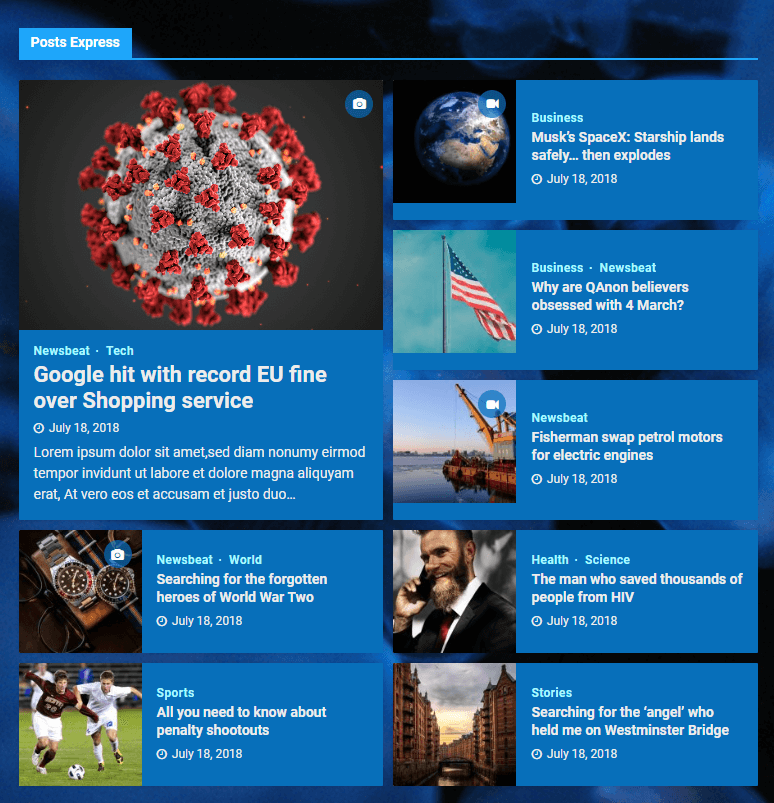 Posts Express
Newsbeat · Tech
Google hit with record EU fine
over Shopping service
July 18, 2018
Lorem ipsum dolor sit amet,sed diam nonumy eirmod
tempor invidunt ut labore et dolore magna aliquyam
erat, At vero eos et accusam et justo duo...
Business
Musk's SpaceX: Starship lands
safely... then explodes
July 18, 2018
Business · Newsbeat
Why are QAnon believers
obsessed with 4 March?
July 18, 2018
Newsbeat
Fisherman swap petrol motors
for electric engines
July 18, 2018
Newsbeat · World
Searching for the forgotten
heroes of World War Two
July 18, 2018
Health · Science
The man who saved thousands of
people from HIV
July 18, 2018
Sports
All you need to know about
penalty shootouts
July 18, 2018
Stories
Searching for the ‘angel’ who
held me on Westminster Bridge
July 18, 2018